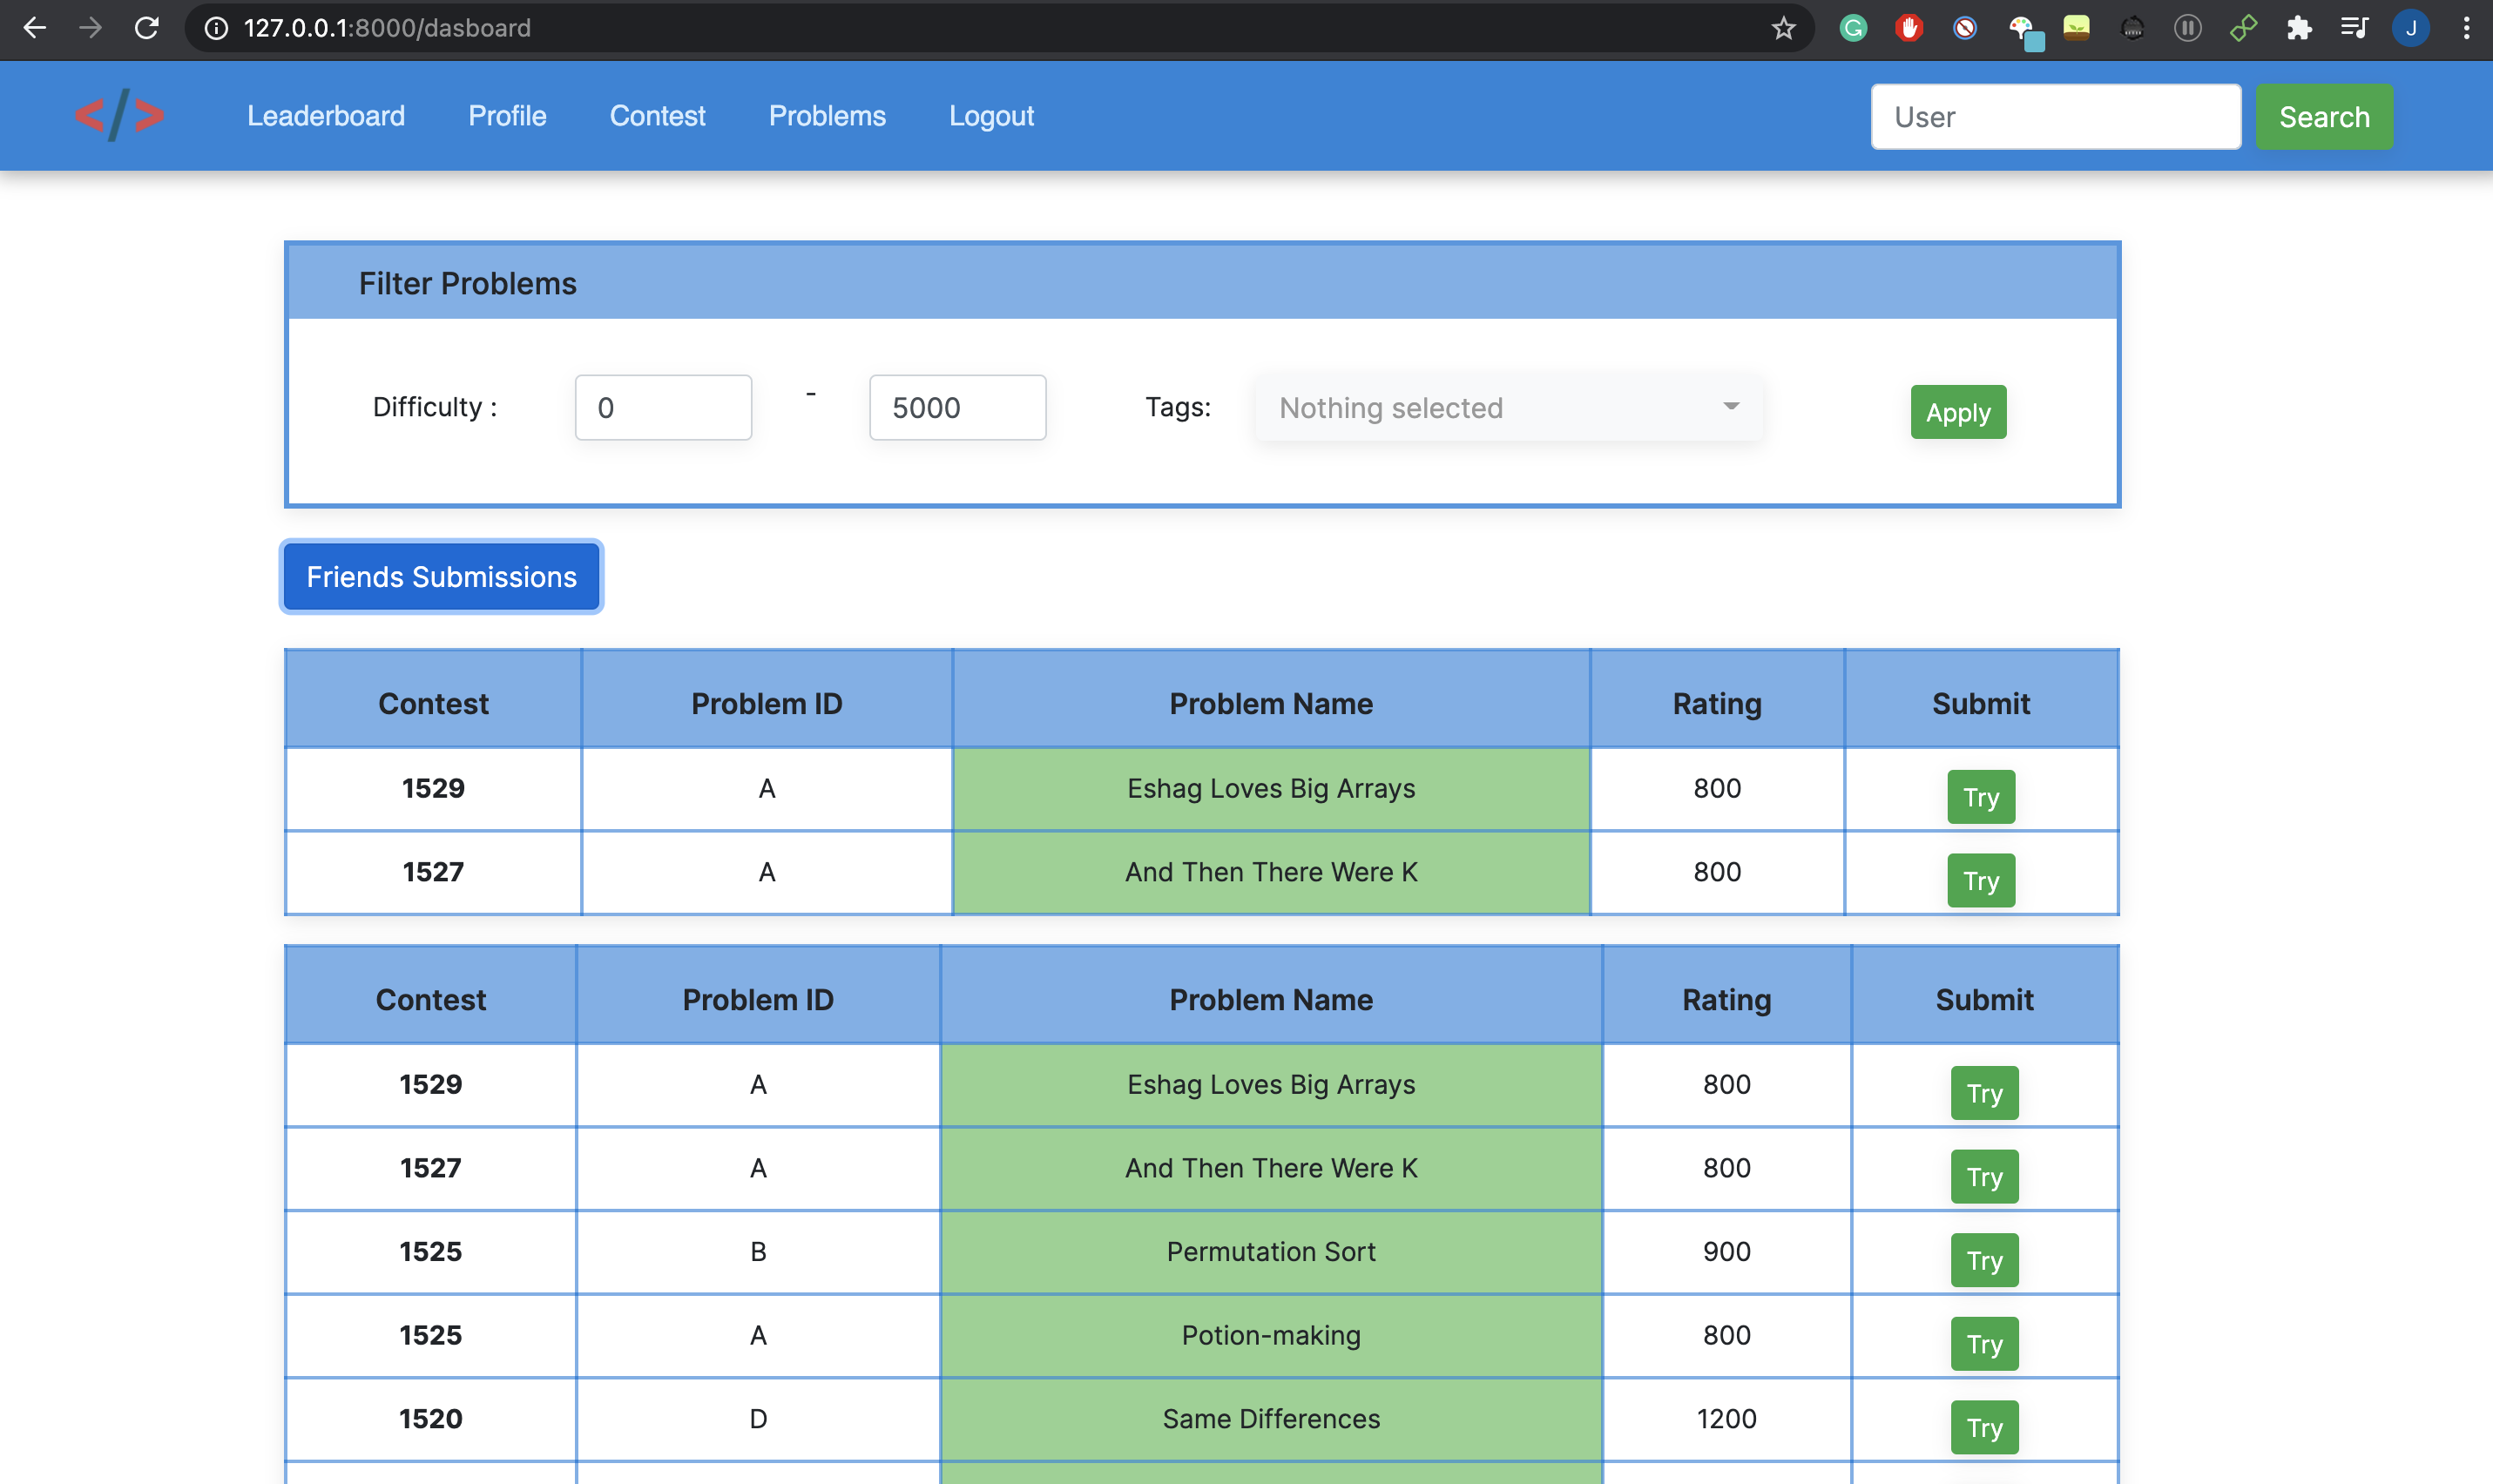 127.0.0.1:8000/dasboard
J
</> Leaderboard Profile Contest Problems Logout User Search
Filter Problems
Difficulty : 0 - 5000 Tags: Nothing selected Apply
Friends Submissions
Contest Problem ID Problem Name Rating Submit
1529 A Eshag Loves Big Arrays 800 Try
1527 A And Then There Were K 800 Try
Contest Problem ID Problem Name Rating Submit
1529 A Eshag Loves Big Arrays 800 Try
1527 A And Then There Were K 800 Try
1525 B Permutation Sort 900 Try
1525 A Potion-making 800 Try
1520 D Same Differences 1200 Try